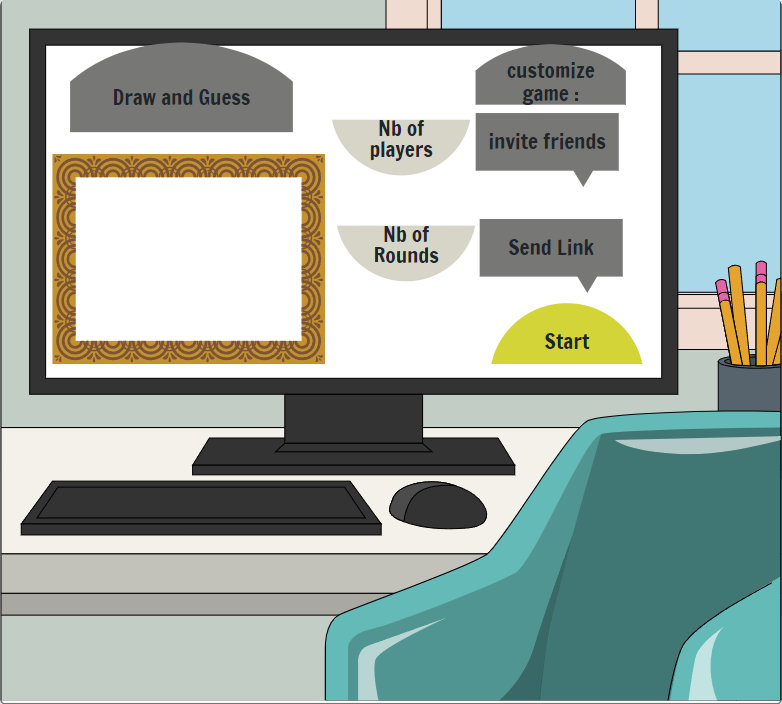 Draw and Guess
customize
game :
Nb of
players
invite friends
Nb of
Rounds
Send Link
Start